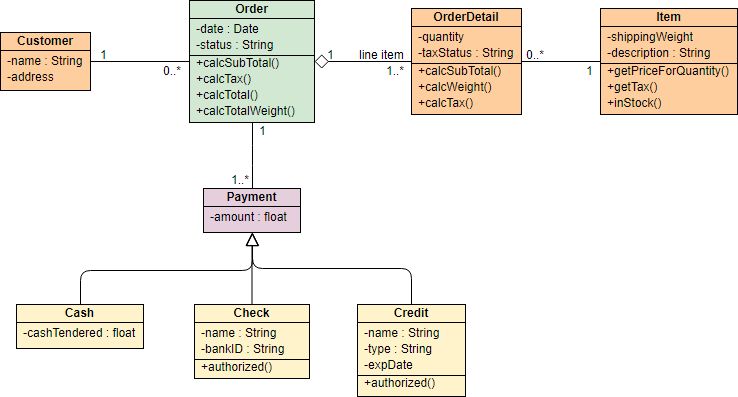 Customer
-name : String
-address
1
0..*
Order
-date : Date
-status : String
+calcSubTotal()
+calcTax()
+calcTotal()
+calcTotalWeight()
1
line item
1..*
OrderDetail
-quantity
-taxStatus : String
+calcSubTotal()
+calcWeight()
+calcTax()
0..*
1
Item
-shippingWeight
-description : String
+getPriceForQuantity()
+getTax()
+inStock()
1
1..*
Payment
-amount : float
Cash
-cashTendered : float
Check
-name : String
-bankID : String
+authorized()
Credit
-name : String
-type : String
-expDate
+authorized()